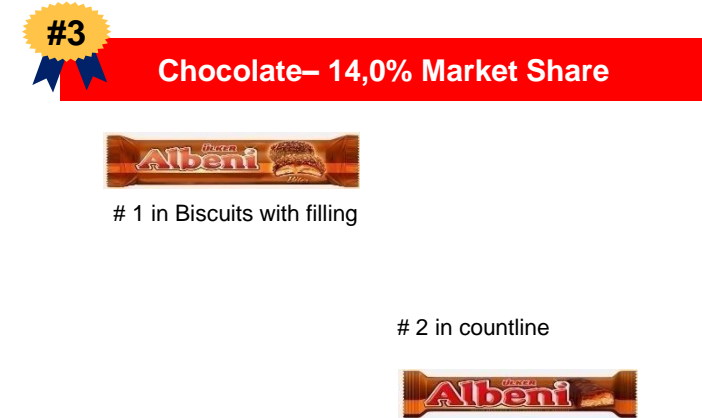 #3
Chocolate– 14,0% Market Share
ÜLKER
Albeni
# 1 in Biscuits with filling
# 2 in countline
ÜLKER
Albeni